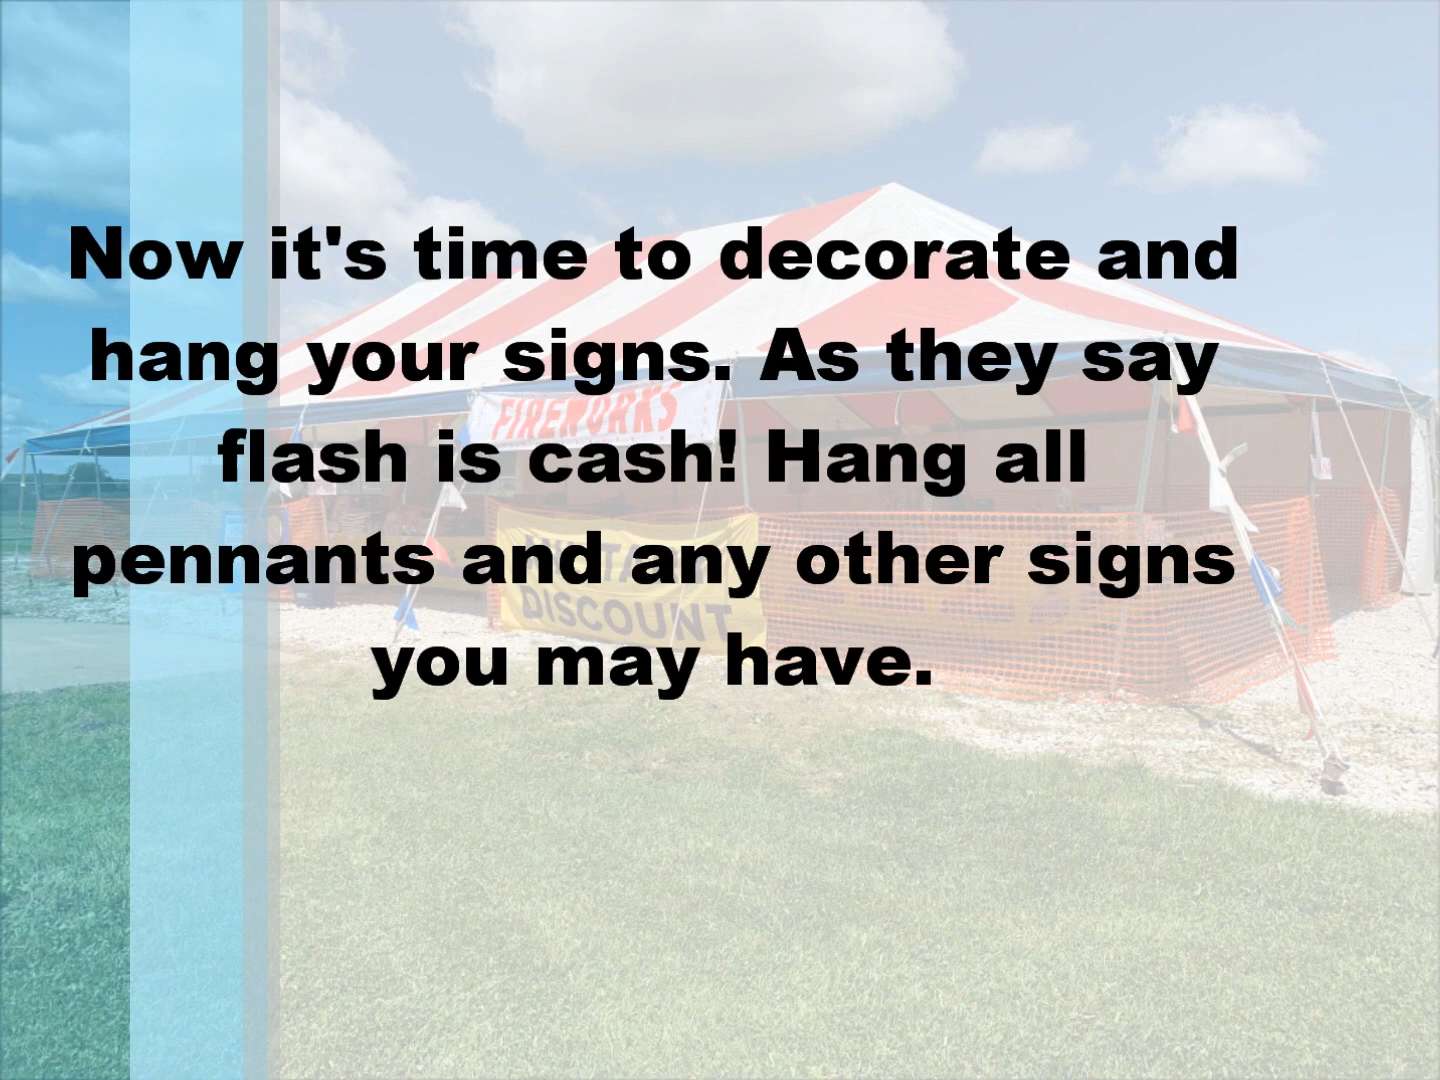 Now it's time to decorate and
hang your signs. As they say
flash is cash! Hang all
pennants and any other signs
you may have.
FIREWORKS
DISCOUNT